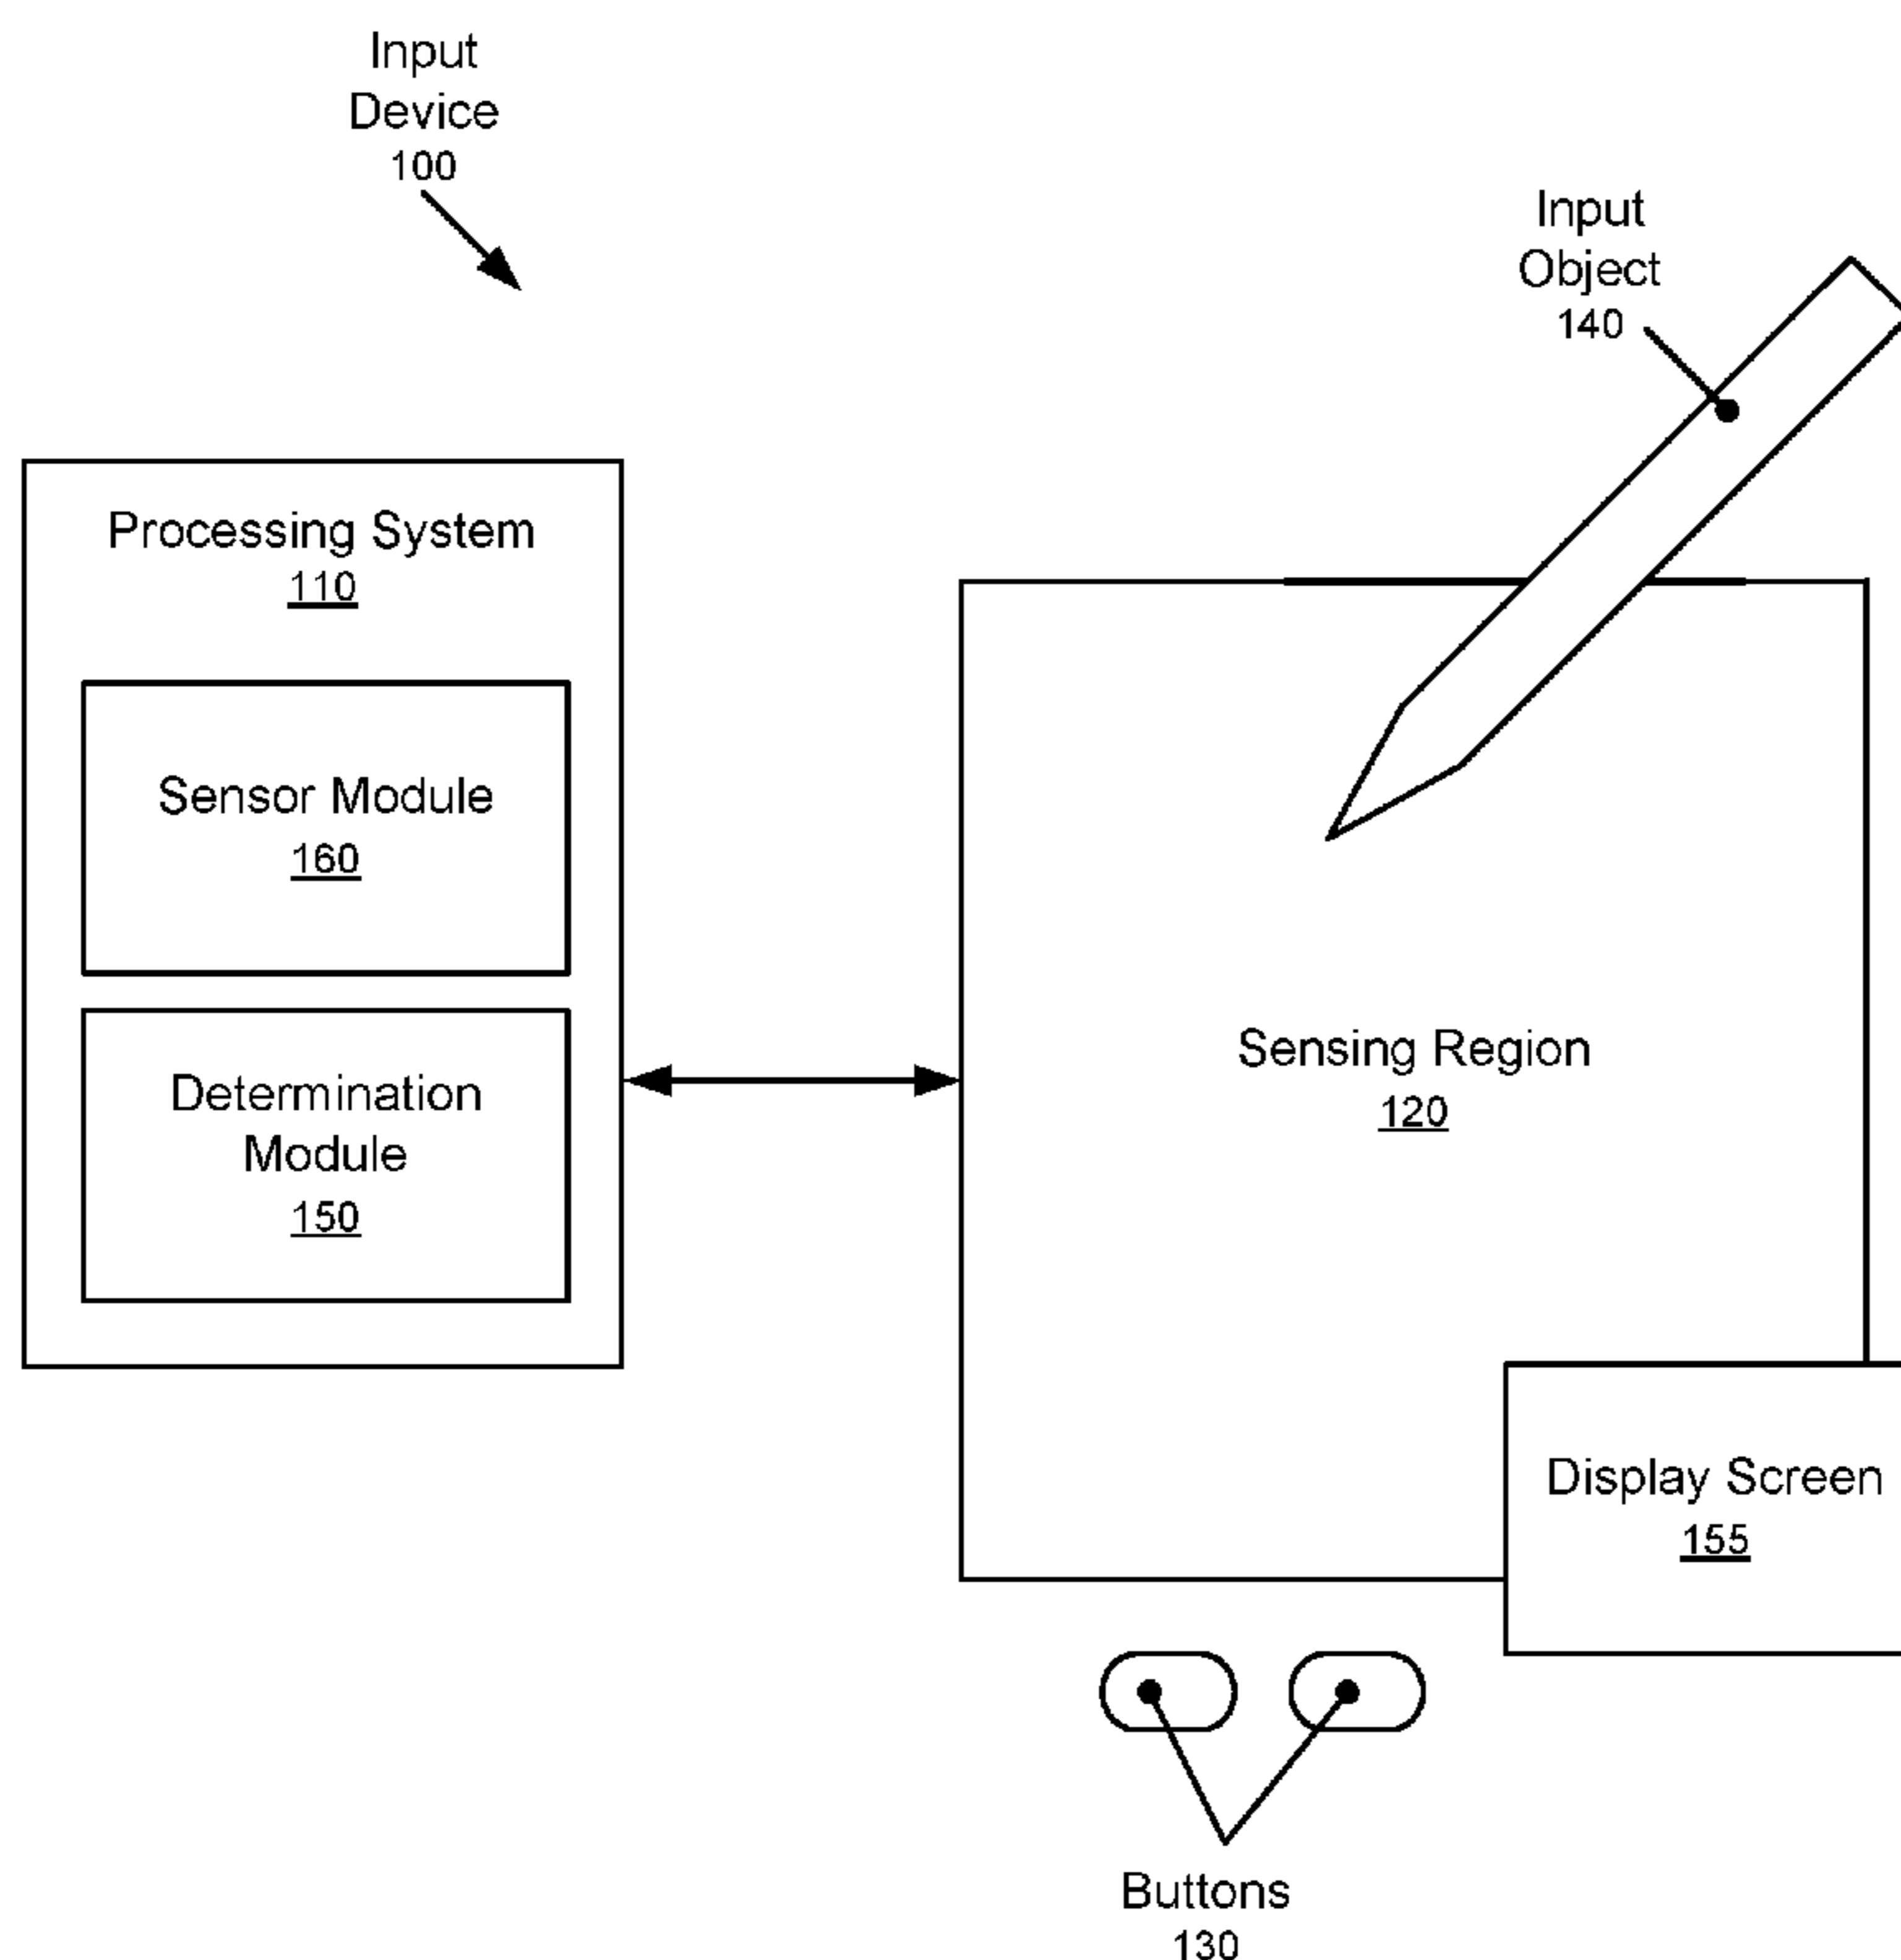 Input
Device
100
Input
Object
140
Processing System
110
Sensor Module
160
Determination
Module
150
Sensing Region
120
Display Screen
155
Buttons
130